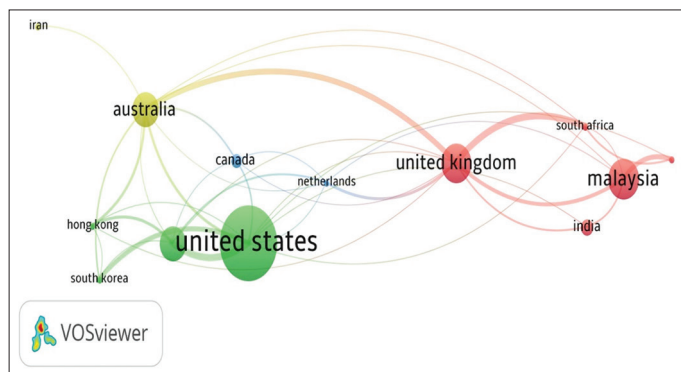 iran
australia
south africa
canada
united kingdom
malaysia
netherlands
hong kong
india
united states
south korea
VOSviewer